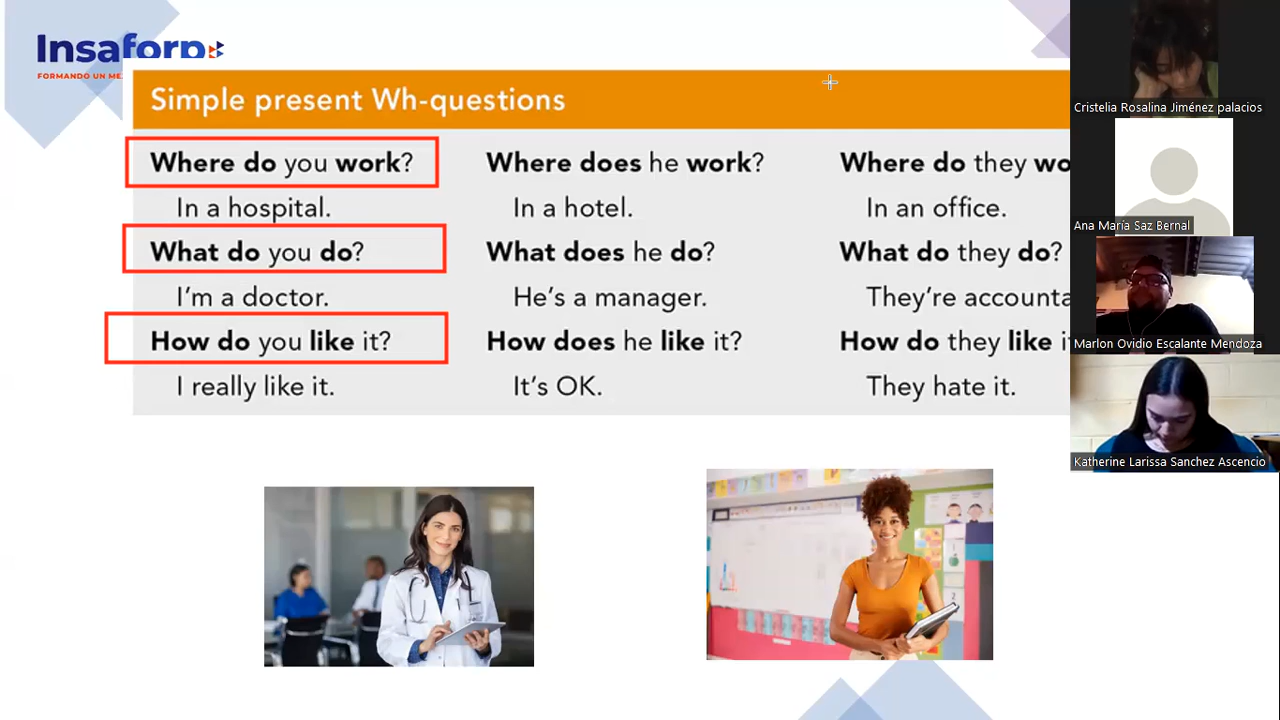 Insaforp
FORMANDO UN
Simple present Wh-questions
Where do you work?
In a hospital.
What do you do?
I'm a doctor.
How do you like it?
I really like it.
Where does he work?
In a hotel.
What does he do?
He's a manager.
How does he like it?
It's OK.
Where do they
In an office.
What do they do?
They're
How do they like
They hate it.
Cristelia Rosalina Jiménez palacios
Ana María Saz Bernal
Marlon Ovidio Escalante Mendoza
Katherine Larissa Sanchez Ascencio